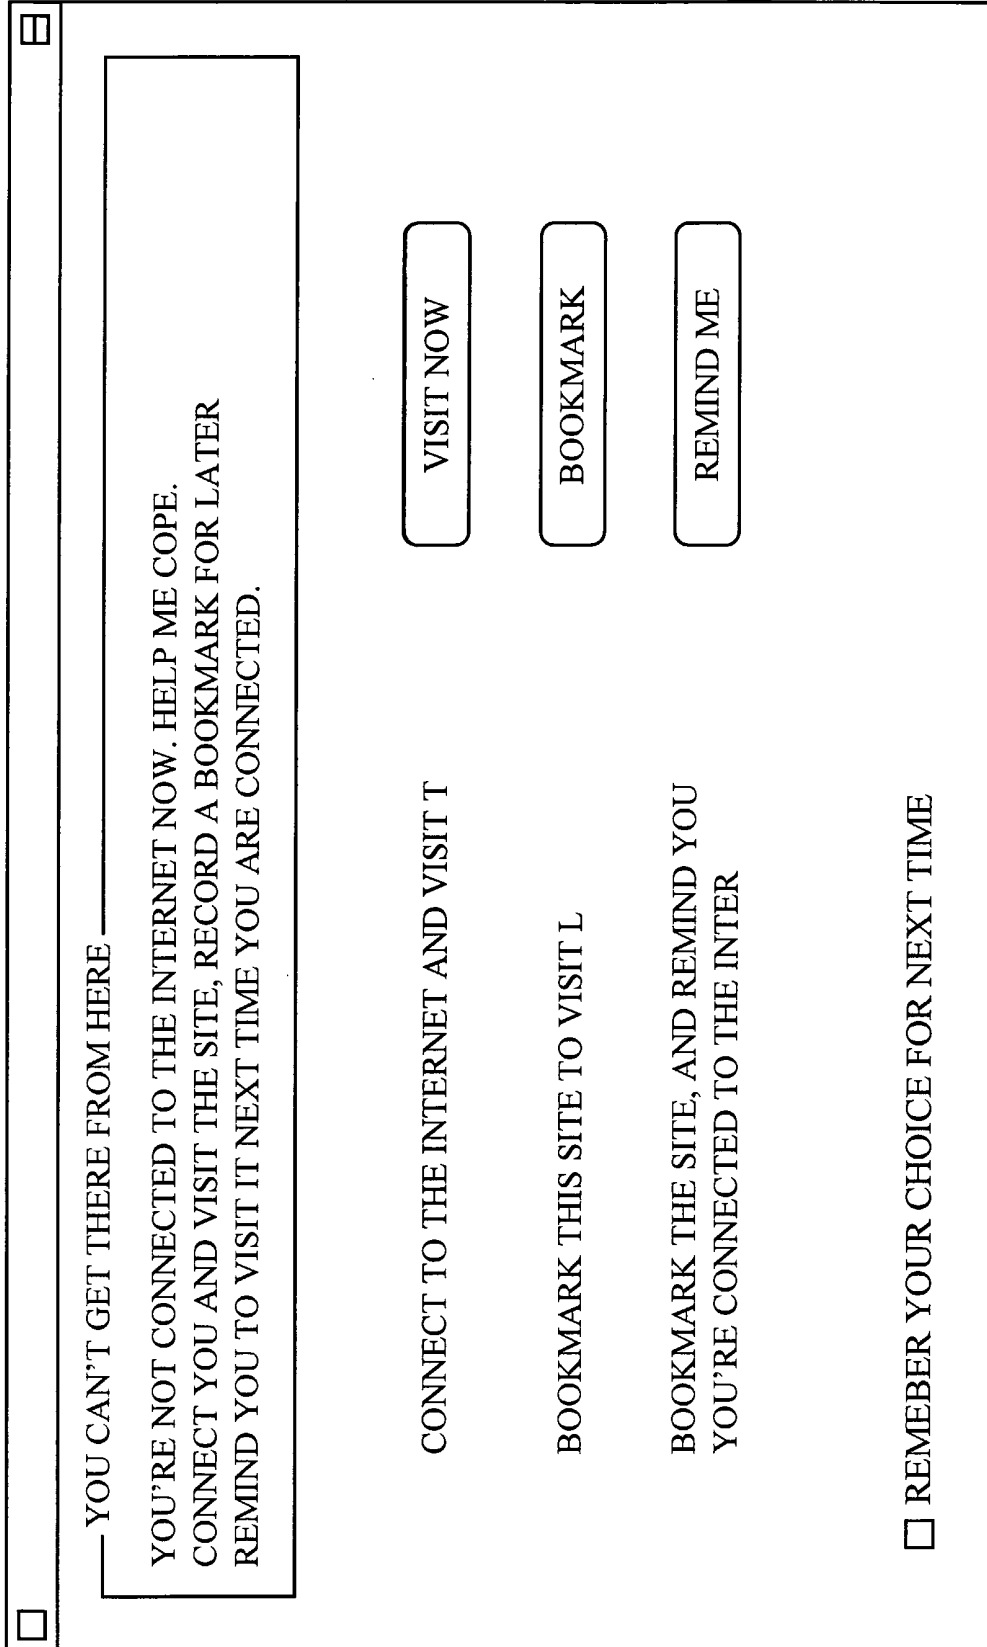 YOU CAN'T GET THERE FROM HERE
YOU'RE NOT CONNECTED TO THE INTERNET NOW. HELP ME COPE.
CONNECT YOU AND VISIT THE SITE, RECORD A BOOKMARK FOR LATER
REMIND YOU TO VISIT IT NEXT TIME YOU ARE CONNECTED.
CONNECT TO THE INTERNET AND VISIT T
VISIT NOW
BOOKMARK THIS SITE TO VISIT L
BOOKMARK
BOOKMARK THE SITE, AND REMIND YOU
YOU'RE CONNECTED TO THE INTER
REMIND ME
REMEBER YOUR CHOICE FOR NEXT TIME